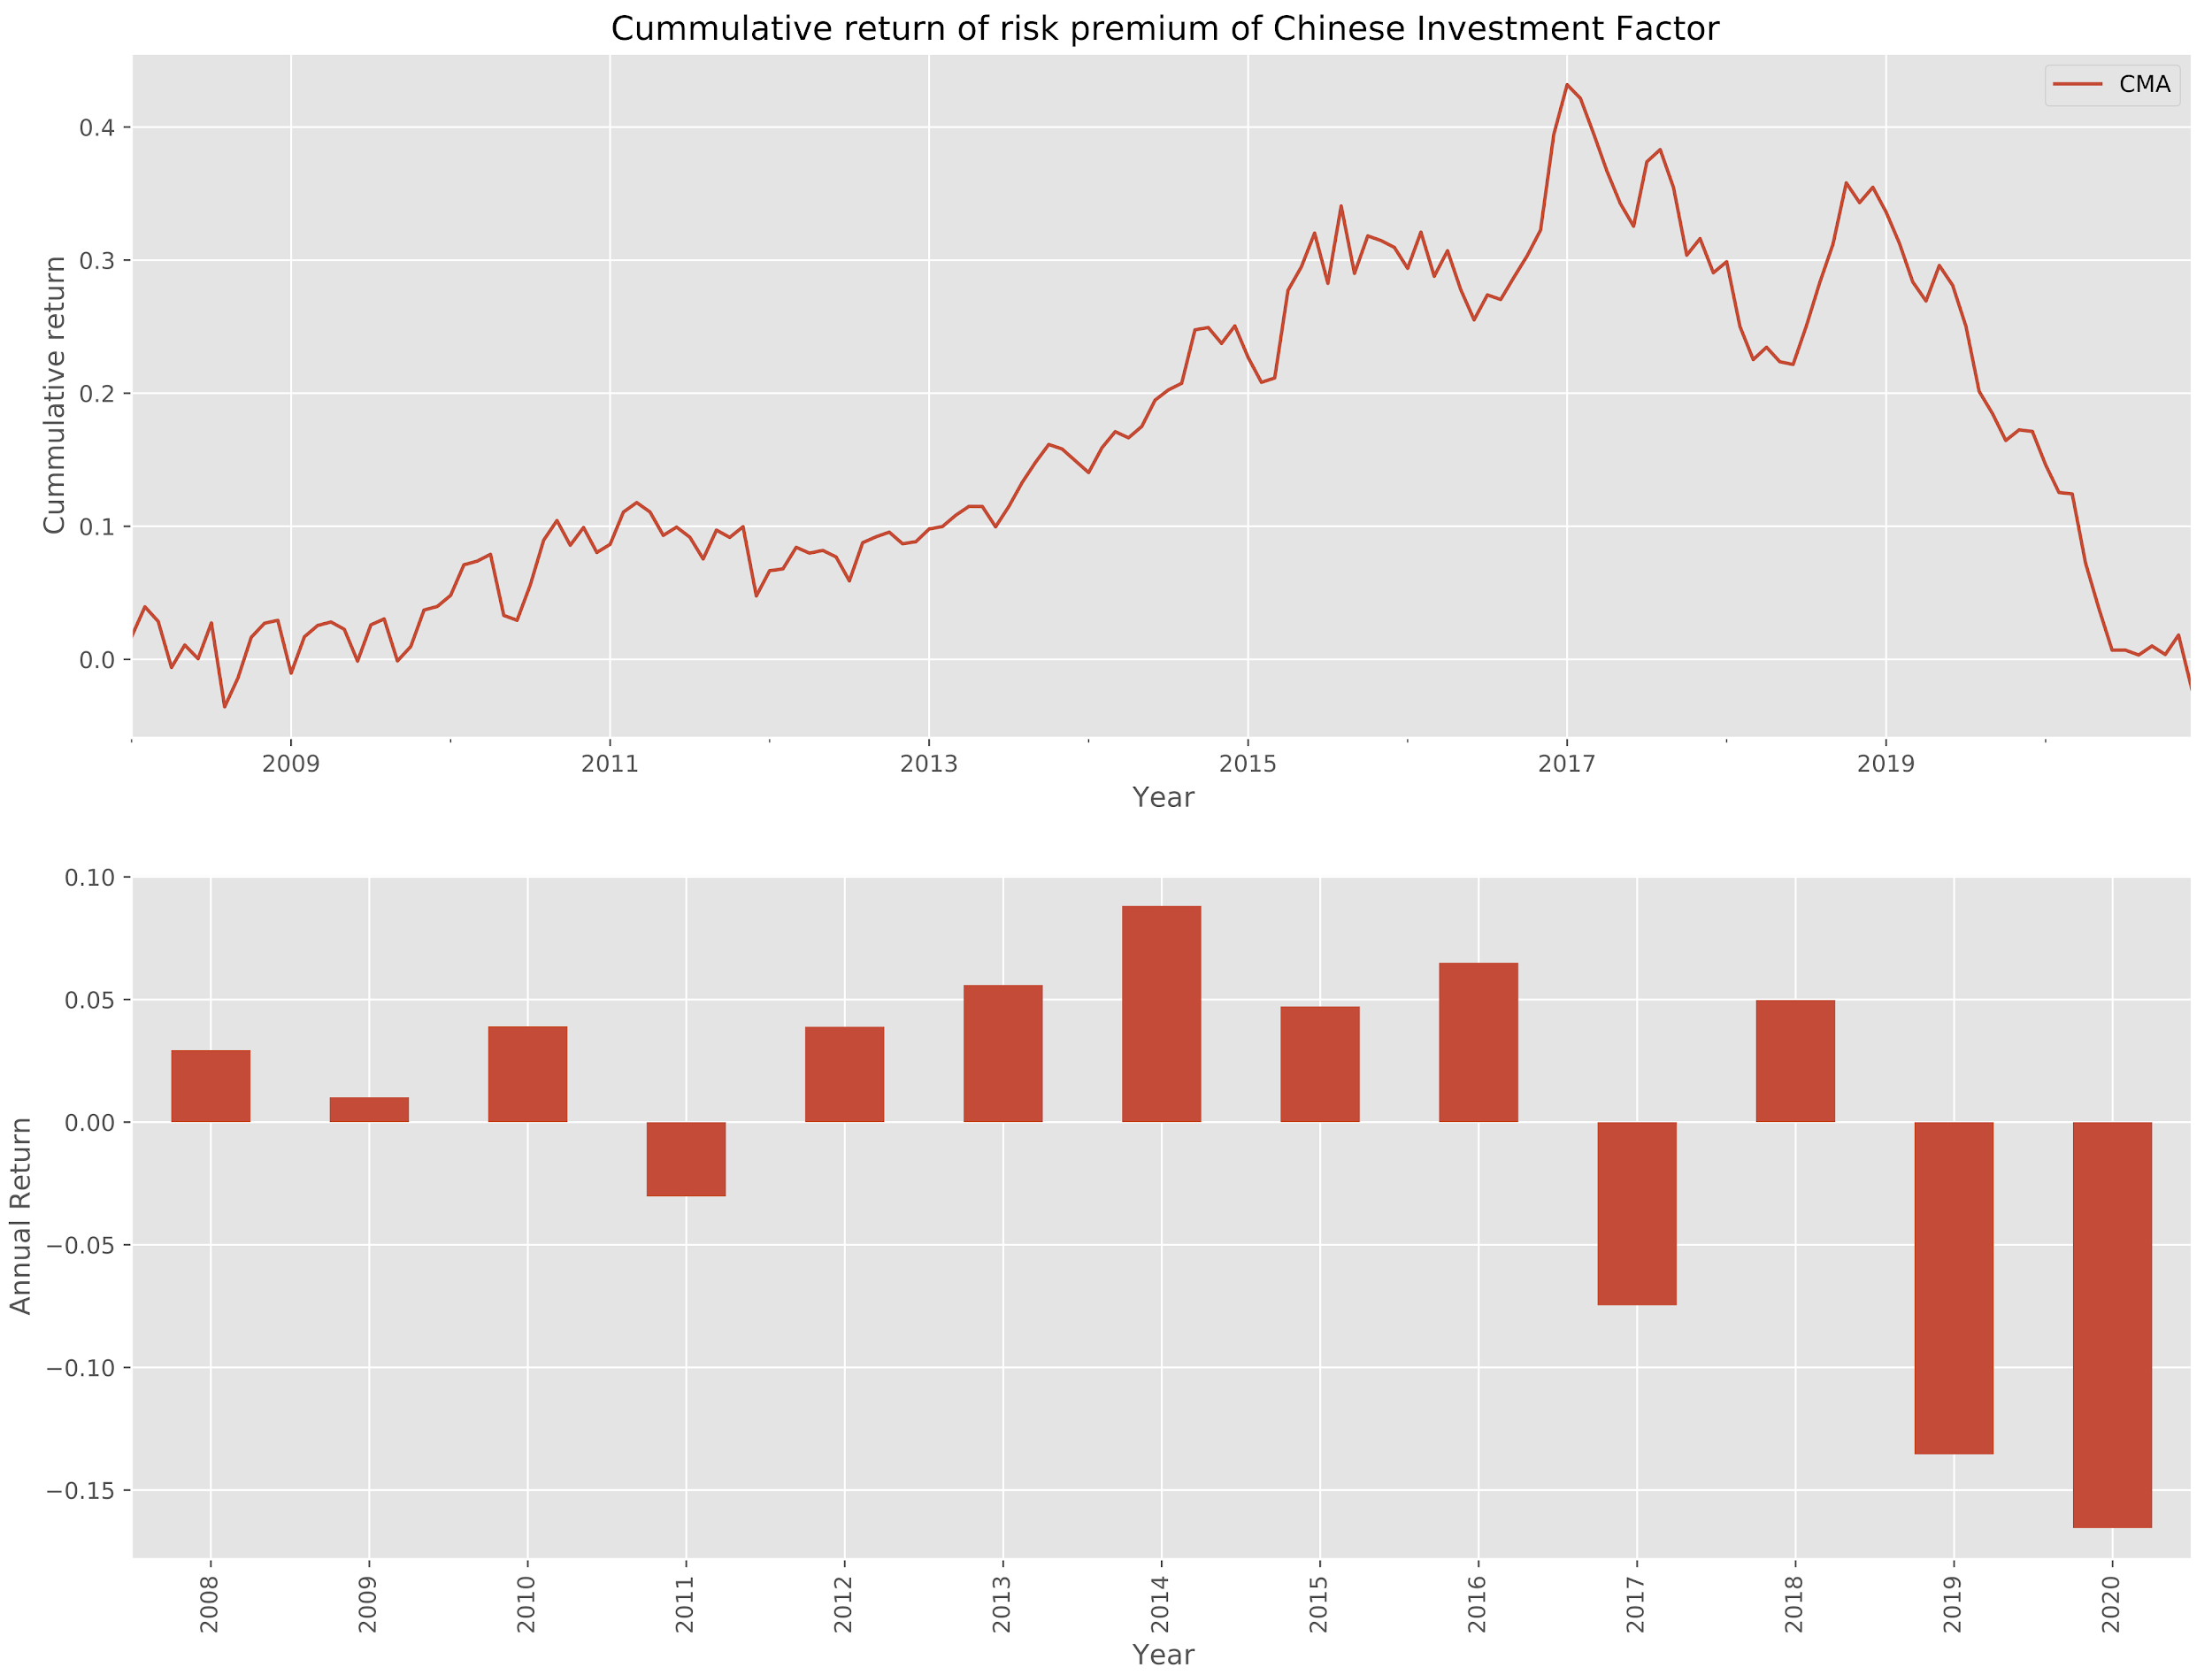 Cummulative return of risk premium of Chinese Investment Factor
CMA
Cummulative return
0.4
0.3
0.2
0.1
0.0
2009 2011 2013 2015 2017 2019
Year
Annual Return
0.10
0.05
0.00
−0.05
−0.10
−0.15
2008 2009 2010 2011 2012 2013 2014 2015 2016 2017 2018 2019 2020
Year